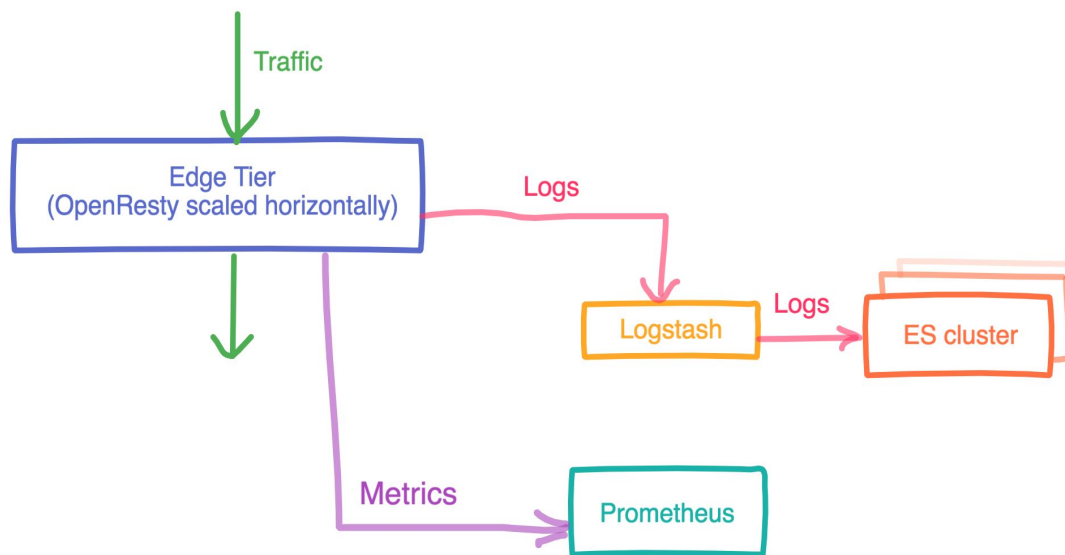 Traffic
Edge Tier
(OpenResty scaled horizontally)
Logs
Logs
Logstash
ES cluster
Metrics
Prometheus